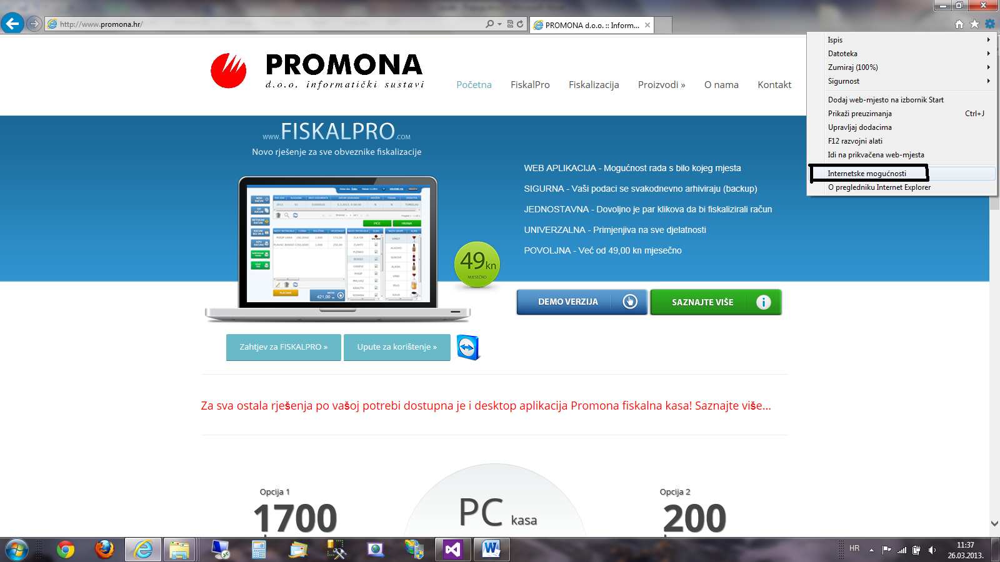 http://www.promona.hr/
PROMONA d.o.o. :: Inform...
Ispis
Datoteka
Zumiraj (100%)
Sigurnost
Dodaj web-mjesto na izbornik Start
Prikaži preuzimanja Ctrl+J
Upravljaj dodacima
F12 razvojni alati
Idi na prikvačena web-mjesta
Internetske mogućnosti
O pregledniku Internet Explorer
PROMONA
d.o.o. informatički sustavi
Početna FiskalPro Fiskalizacija Proizvodi » O nama Kontakt
www.FISKALPRO.com
Novo rješenje za sve obveznike fiskalizacije
WEB APLIKACIJA - Mogućnost rada s bilo kojeg mjesta
SIGURNA - Vaši podaci se svakodnevno arhiviraju (backup)
JEDNOSTAVNA - Dovoljno je par klikova da bi fiskalizirali račun
UNIVERZALNA - Primjenjiva na sve djelatnosti
POVOLJNA - Već od 49,00 kn mjesečno
PIĆE HRANA
BOSSO
421,00
49kn
MJESEČNO
DEMO VERZIJA
SAZNAJTE VIŠE
Zahtjev za FISKALPRO »
Upute za korištenje »
Za sva ostala rješenja po vašoj potrebi dostupna je i desktop aplikacija Promona fiskalna kasa! Saznajte više...
Opcija 1
1700
PC kasa
Opcija 2
200
HR
11:37
26.03.2013.